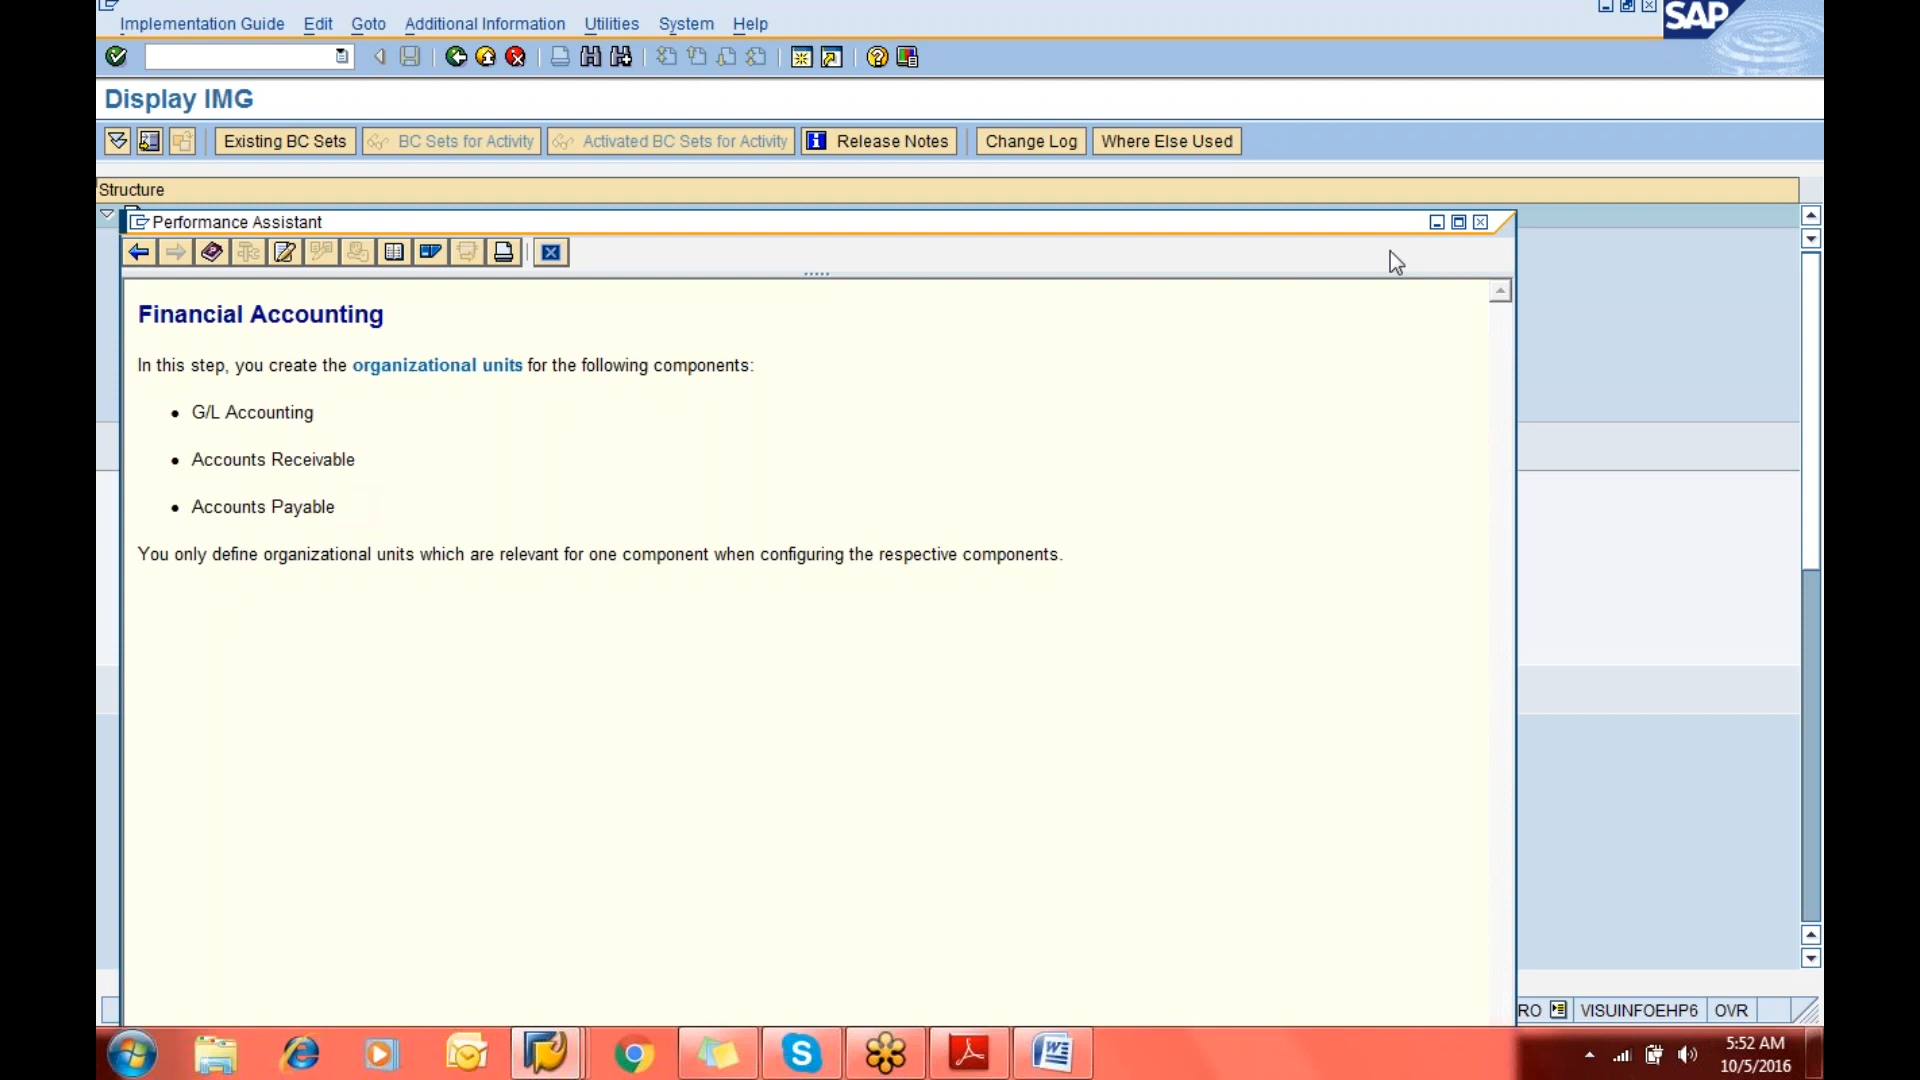 Implementation Guide Edit Goto Additional Information Utilities System Help
SAP
Display IMG
Existing BC Sets BC Sets for Activity Activated BC Sets for Activity Release Notes Change Log Where Else Used
Structure
Performance Assistant
Financial Accounting
In this step, you create the organizational units for the following components:
G/L Accounting
Accounts Receivable
Accounts Payable
You only define organizational units which are relevant for one component when configuring the respective components.
RO VISUINFOEHP6 OVR
5:52 AM
10/5/2016